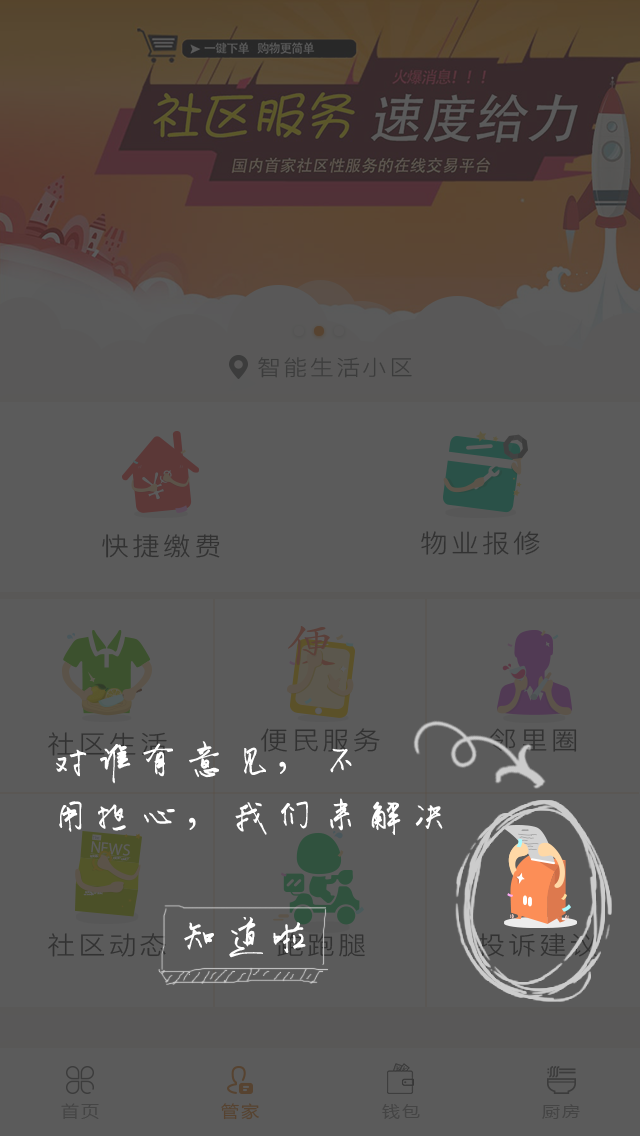 一键下单 购物更简单
火爆消息！！！
社区服务 速度给力
国内首家社区性服务的在线交易平台
智能生活小区
快捷缴费 物业报修
便
社区生活 便民服务 邻里圈
对谁有意见，不
用担心，我们来解决
NEWS
社区动态 跑跑腿 投诉建议
知道啦
首页 管家 钱包 厨房